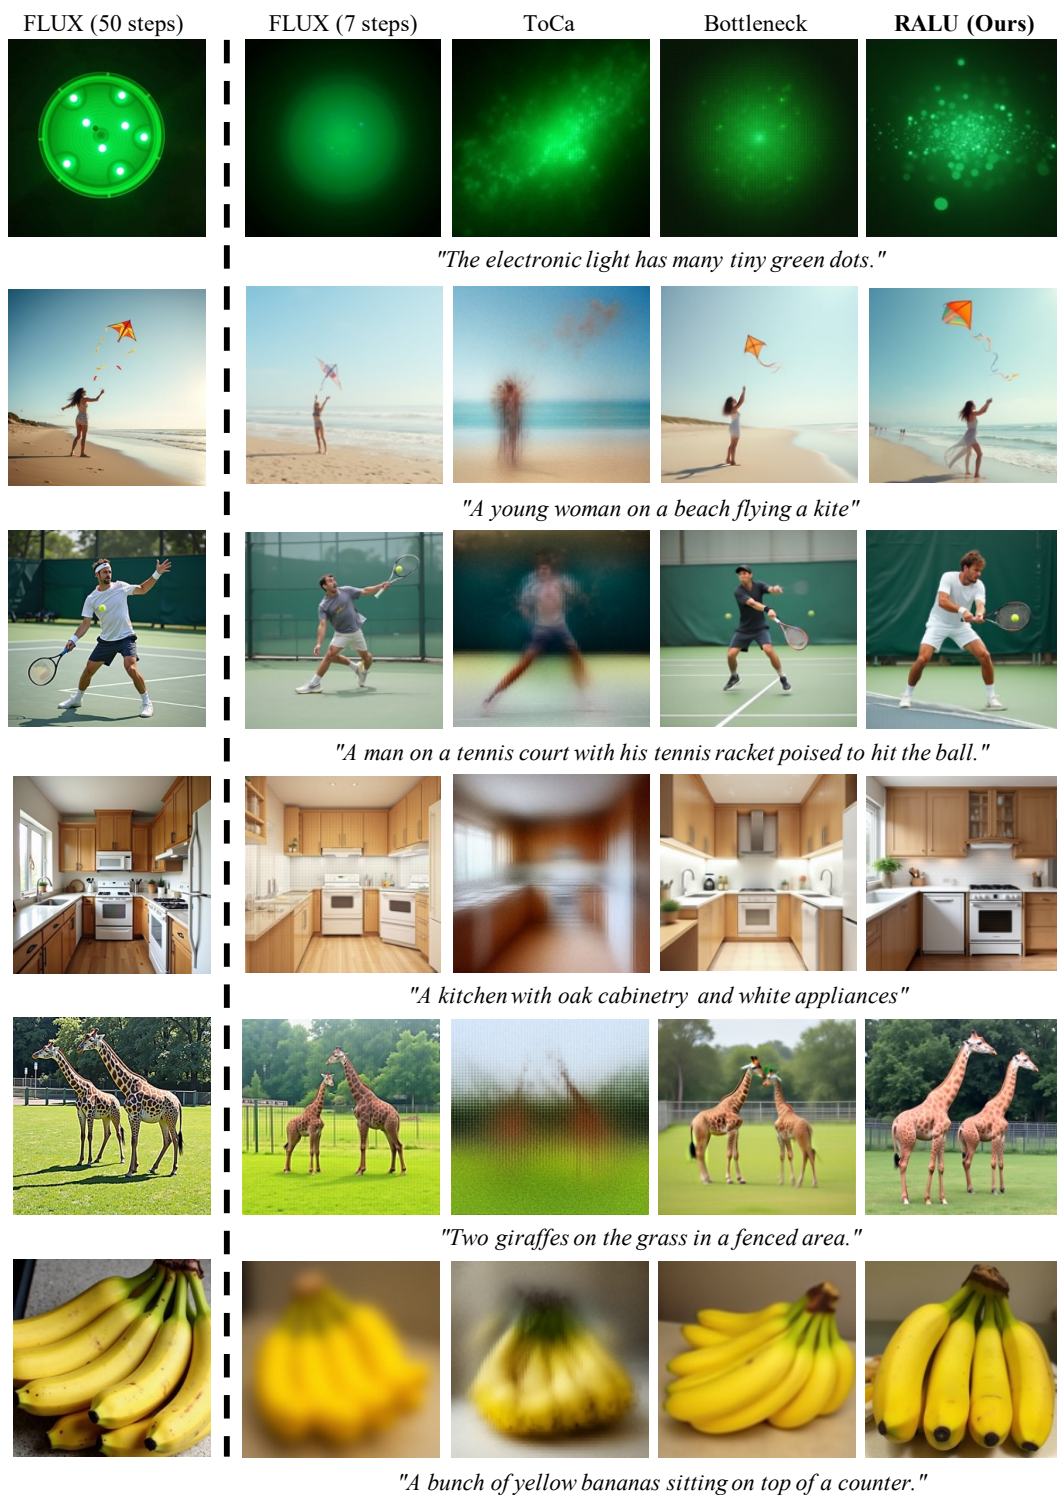 FLUX (50 steps) FLUX (7 steps) ToCa Bottleneck RALU (Ours)
"The electronic light has many tiny green dots."
"A young woman on a beach flying a kite"
"A man on a tennis court with his tennis racket poised to hit the ball."
"A kitchen with oak cabinetry and white appliances"
"Two giraffes on the grass in a fenced area."
"A bunch of yellow bananas sitting on top of a counter."